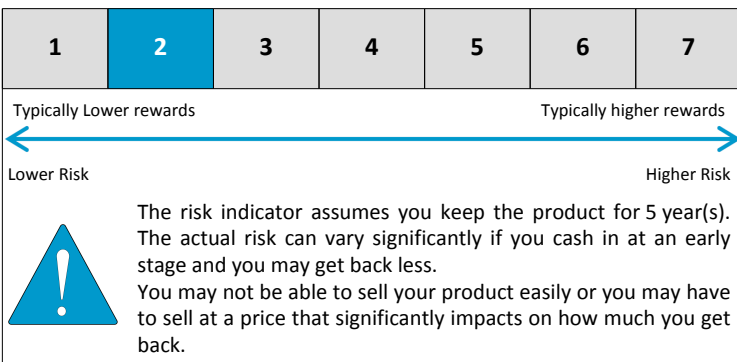 1 2 3 4 5 6 7
Typically Lower rewards Typically higher rewards
Lower Risk Higher Risk
The risk indicator assumes you keep the product for 5 year(s).
The actual risk can vary significantly if you cash in at an early
stage and you may get back less.
You may not be able to sell your product easily or you may have
to sell at a price that significantly impacts on how much you get
back.